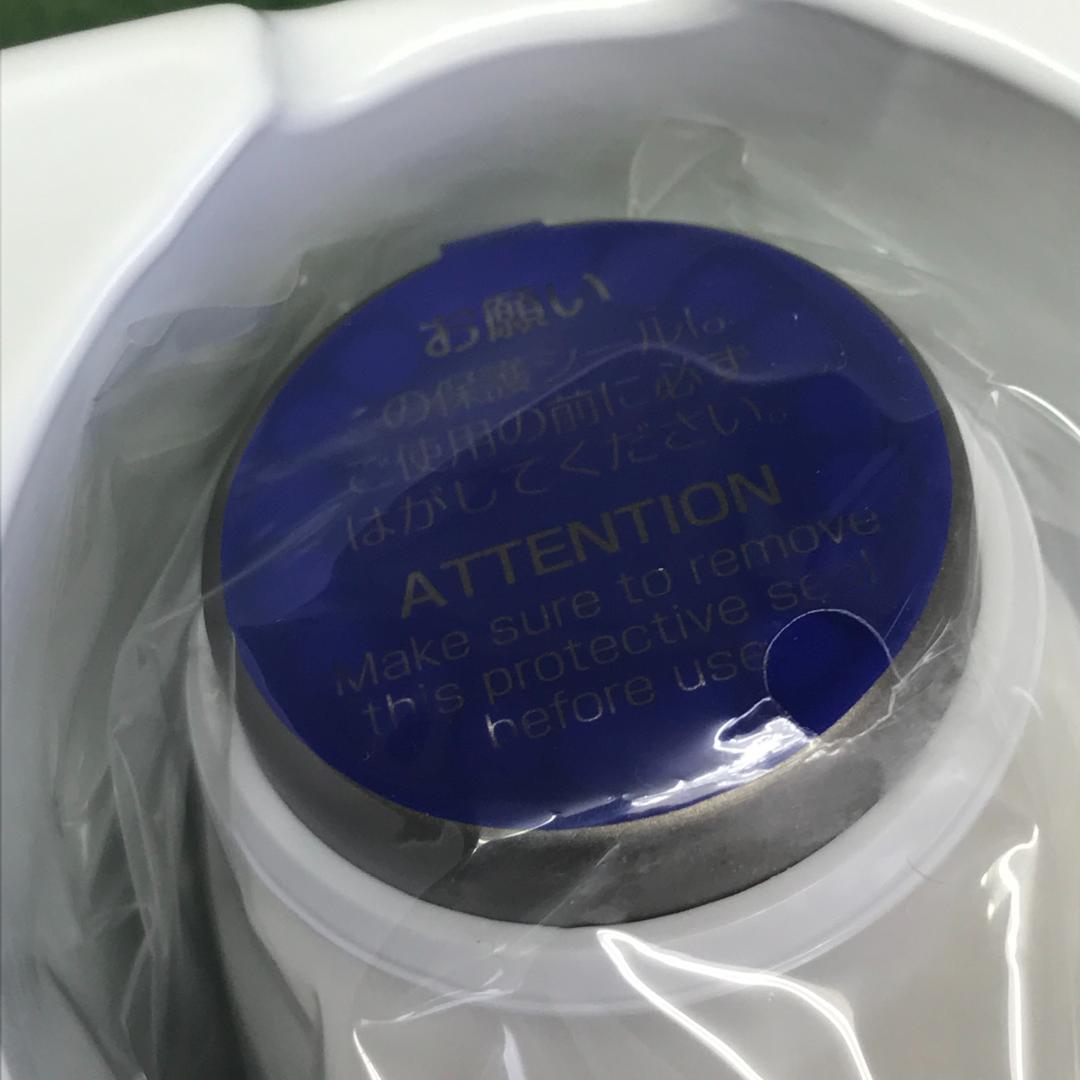 お願い
この保護シールは
ご使用の前に必ず
はがしてください。
ATTENTION
Make sure to remove
this protective seal
before use